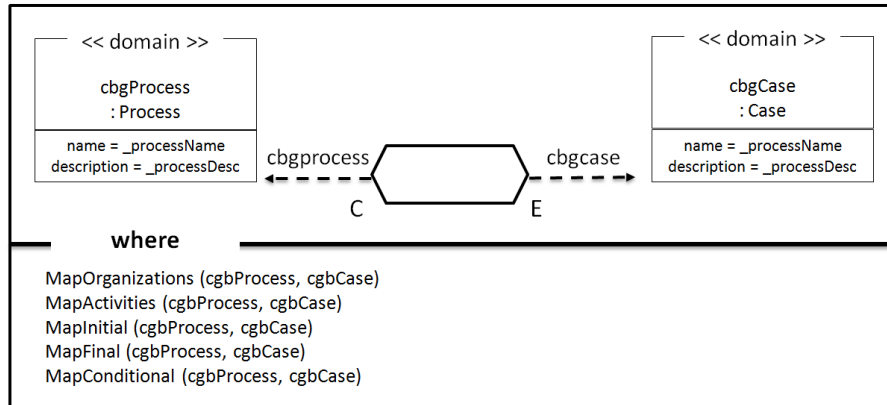 << domain >>
cbgProcess
: Process
name = _processName
description = _processDesc
<< domain >>
cbgCase
: Case
name = _processName
description = _processDesc
cbgprocess
cbgcase
C
E
where
MapOrganizations (cgbProcess, cgbCase)
MapActivities (cgbProcess, cgbCase)
MapInitial (cgbProcess, cgbCase)
MapFinal (cgbProcess, cgbCase)
MapConditional (cgbProcess, cgbCase)